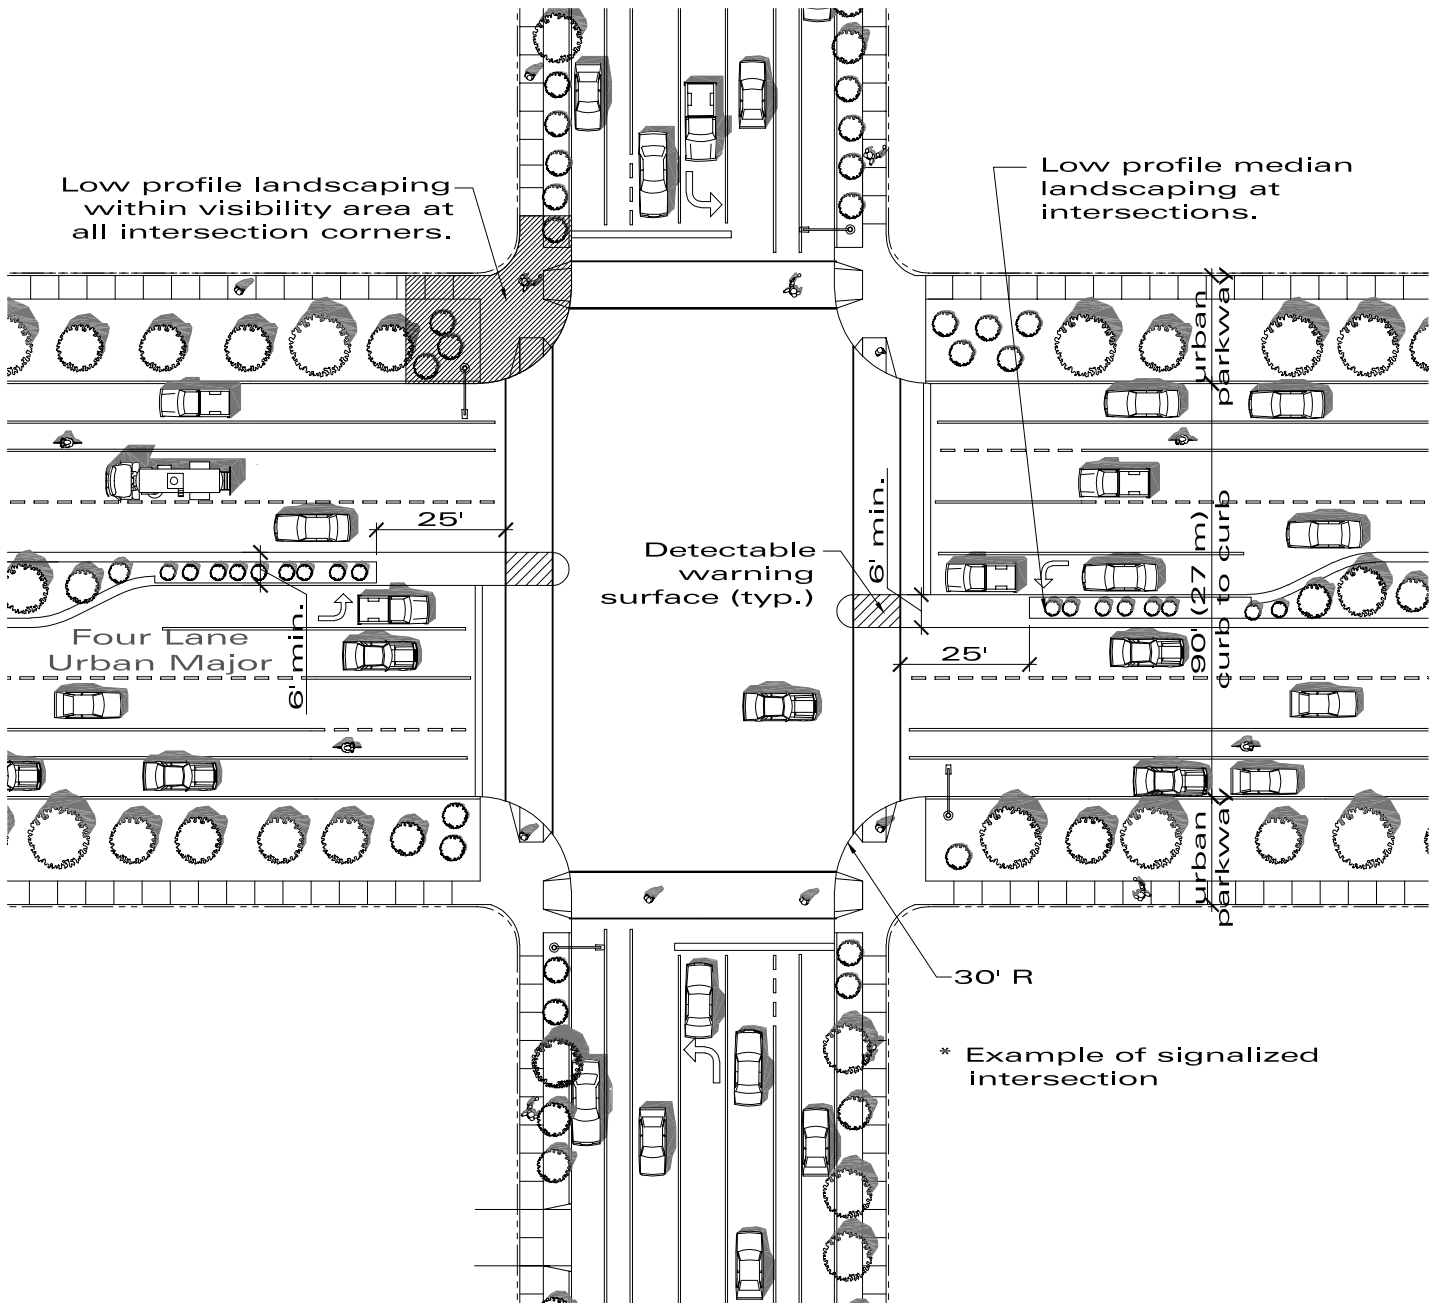 Low profile landscaping
within visibility area at
all intersection corners.
Low profile median
landscaping at
intersections.
urban
parkway
25'
6' min.
Detectable
warning
surface (typ.)
6' min.
90' (27 m)
curb to curb
Four Lane
Urban Major
25'
urban
parkway
30' R
* Example of signalized
intersection